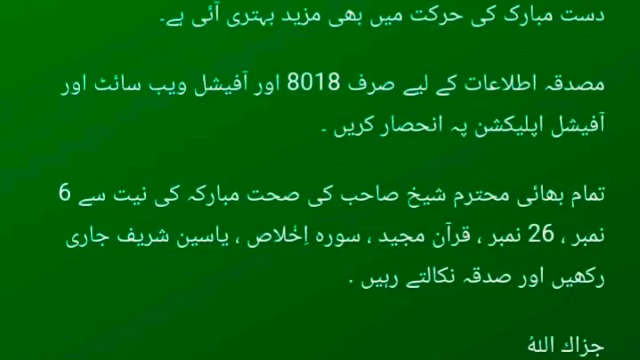 دست مبارک کی حرکت میں بھی مزید بہتری آئی ہے۔
مصدقہ اطلاعات کے لیے صرف 8018 اور آفیشل ویب سائٹ اور
آفیشل اپلیکشن پہ انحصار کریں ۔
تمام بھائی محترم شیخ صاحب کی صحت مبارکہ کی نیت سے 6
نمبر ، 26 نمبر ، قرآن مجید ، سورہ اِخلاص ، یاسین شریف جاری
رکھیں اور صدقہ نکالتے رہیں .
جزاك اللهُ